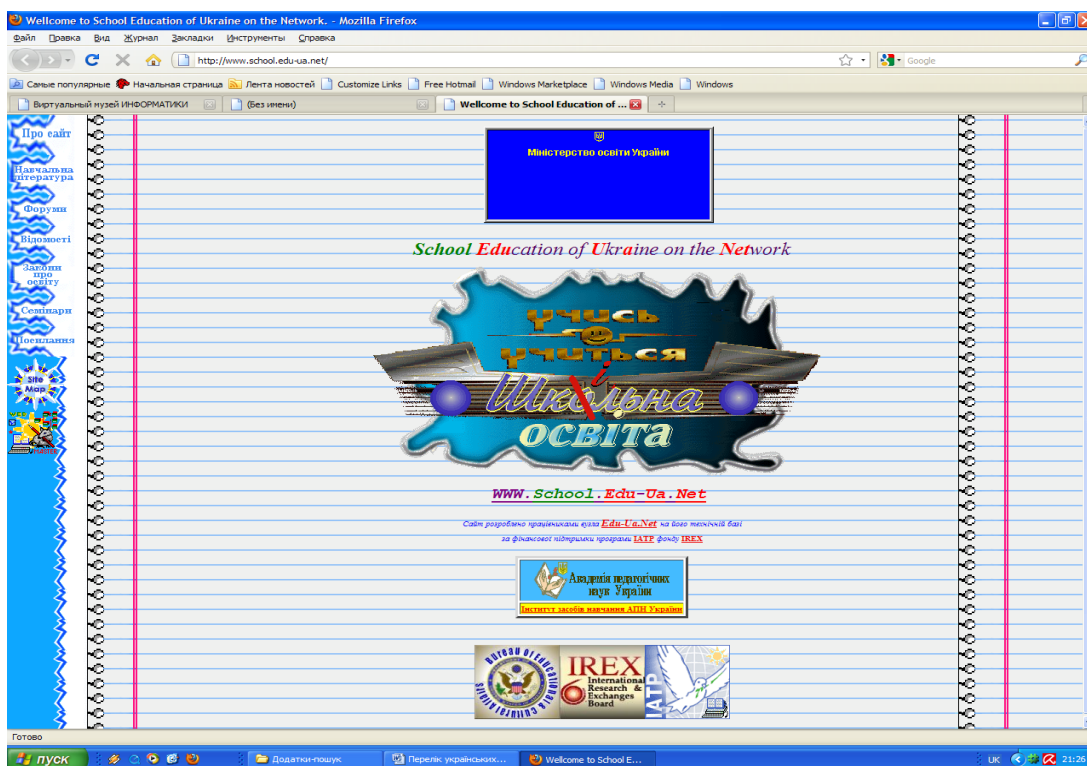 Wellcome to School Education of Ukraine on the Network. - Mozilla Firefox
Файл Правка Вид Журнал Закладки Инструменты Справка
http://www.school.edu-ua.net/ Google
Самые популярные Начальная страница Лента новостей Customize Links Free Hotmail Windows Marketplace Windows Media Windows
Виртуальный музей ИНФОРМАТИКИ (Без имени) Wellcome to School Education of ...
Про сайт
Навчальна
література
Форуми
Відомості
Закони
про
освіту
Семінари
Посилання
Site
Map
Міністерство освіти України
School Education of Ukraine on the Network
учись
учиться
і
Шкільна
освіта
WWW.School.Edu-Ua.Net
Сайт розроблено працівниками вузла Edu-Ua.Net на його технічній базі
за фінансової підтримки програми IATP фонду IREX
Академія педагогічних
наук України
Інститут засобів навчання АПН України
Bureau of Educational & Cultural Affairs
IREX
International
Research &
Exchanges
Board
IATP
Готово
пуск Додатки-пошук Перелік українських... Wellcome to School E... UK 21:26